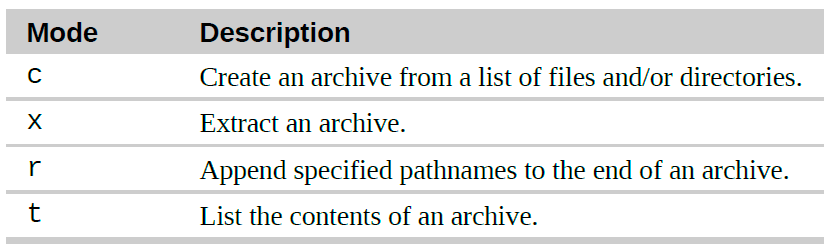 Mode Description
c Create an archive from a list of files and/or directories.
x Extract an archive.
r Append specified pathnames to the end of an archive.
t List the contents of an archive.